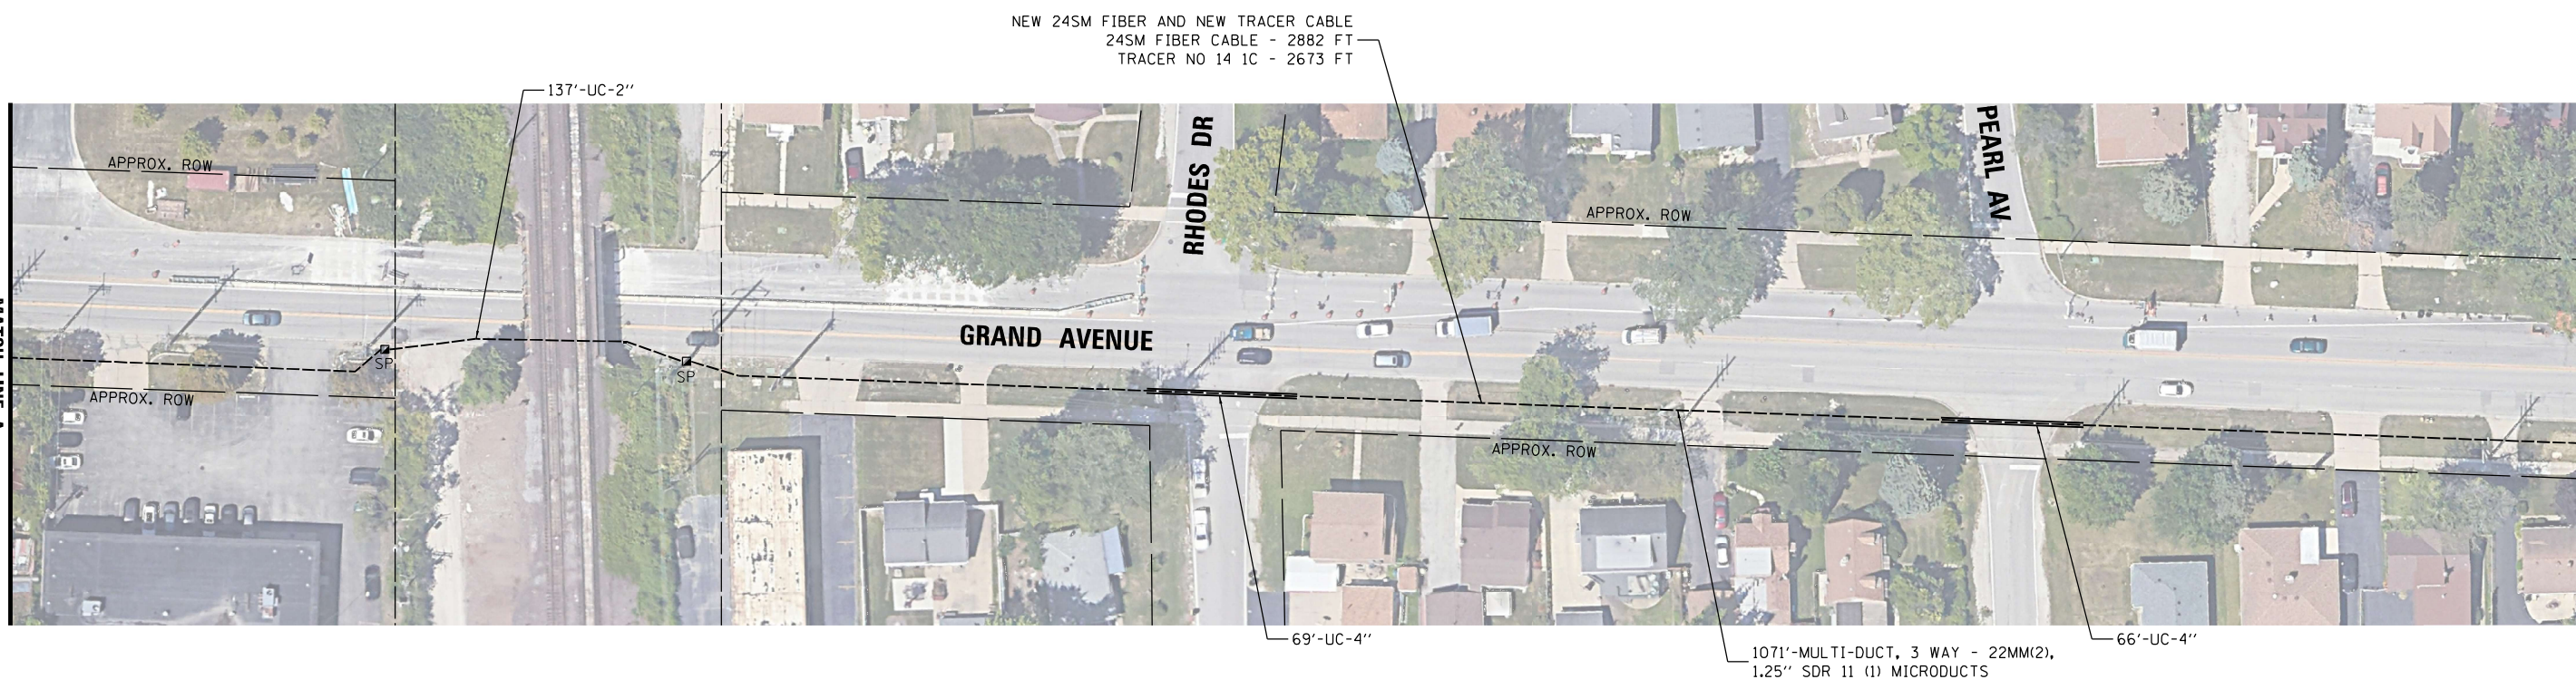 NEW 24SM FIBER AND NEW TRACER CABLE
24SM FIBER CABLE - 2882 FT
TRACER NO 14 1C - 2673 FT
137'-UC-2''
APPROX. ROW
RHODES DR
PEARL AV
APPROX. ROW
GRAND AVENUE
SP
SP
APPROX. ROW
APPROX. ROW
69'-UC-4''
66'-UC-4''
1071'-MULTI-DUCT, 3 WAY - 22MM(2),
1.25'' SDR 11 (1) MICRODUCTS